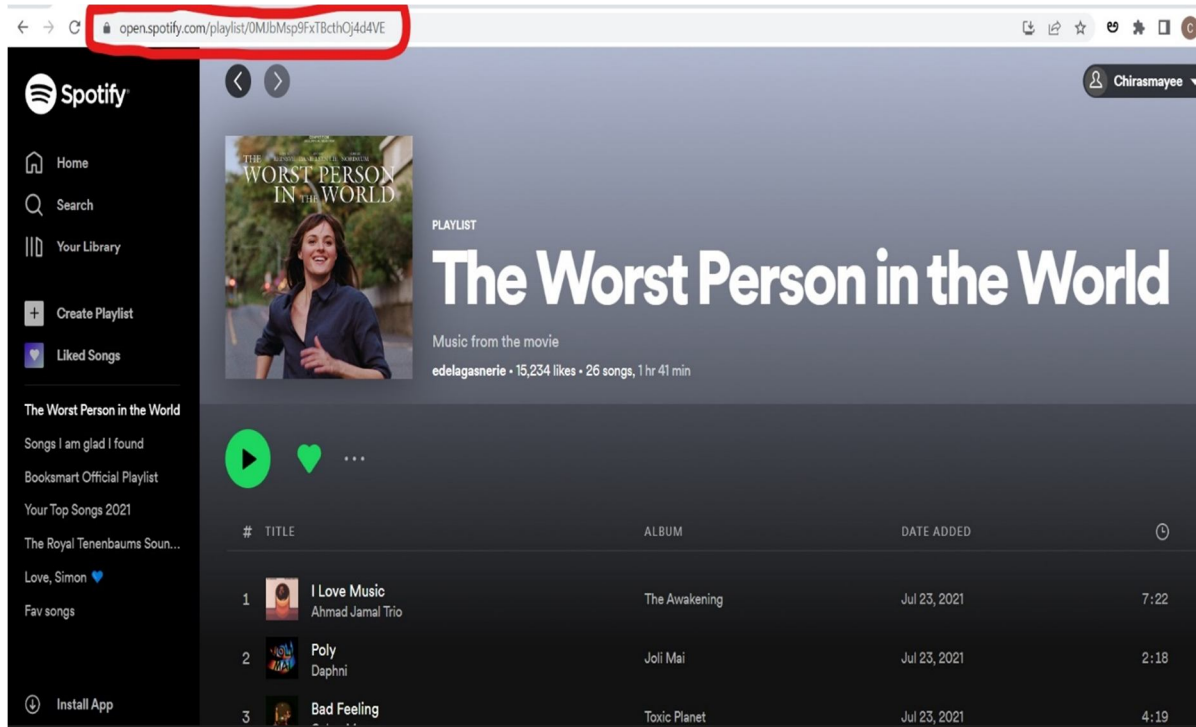 open.spotify.com/playlist/0MJbMsp9FxTBcthOj4d4VE
C
Spotify
Chirasmayee
Home
Search
Your Library
Create Playlist
Liked Songs
The Worst Person in the World
Songs I am glad I found
Booksmart Official Playlist
Your Top Songs 2021
The Royal Tenenbaums Soun...
Love, Simon 💙
Fav songs
Install App
THE
WORST PERSON
IN THE WORLD
PLAYLIST
The Worst Person in the World
Music from the movie
edelagasnerie • 15,234 likes • 26 songs, 1 hr 41 min
# TITLE ALBUM DATE ADDED
1 I Love Music The Awakening Jul 23, 2021 7:22
Ahmad Jamal Trio
2 Poly Joli Mai Jul 23, 2021 2:18
Daphni
3 Bad Feeling Toxic Planet Jul 23, 2021 4:19